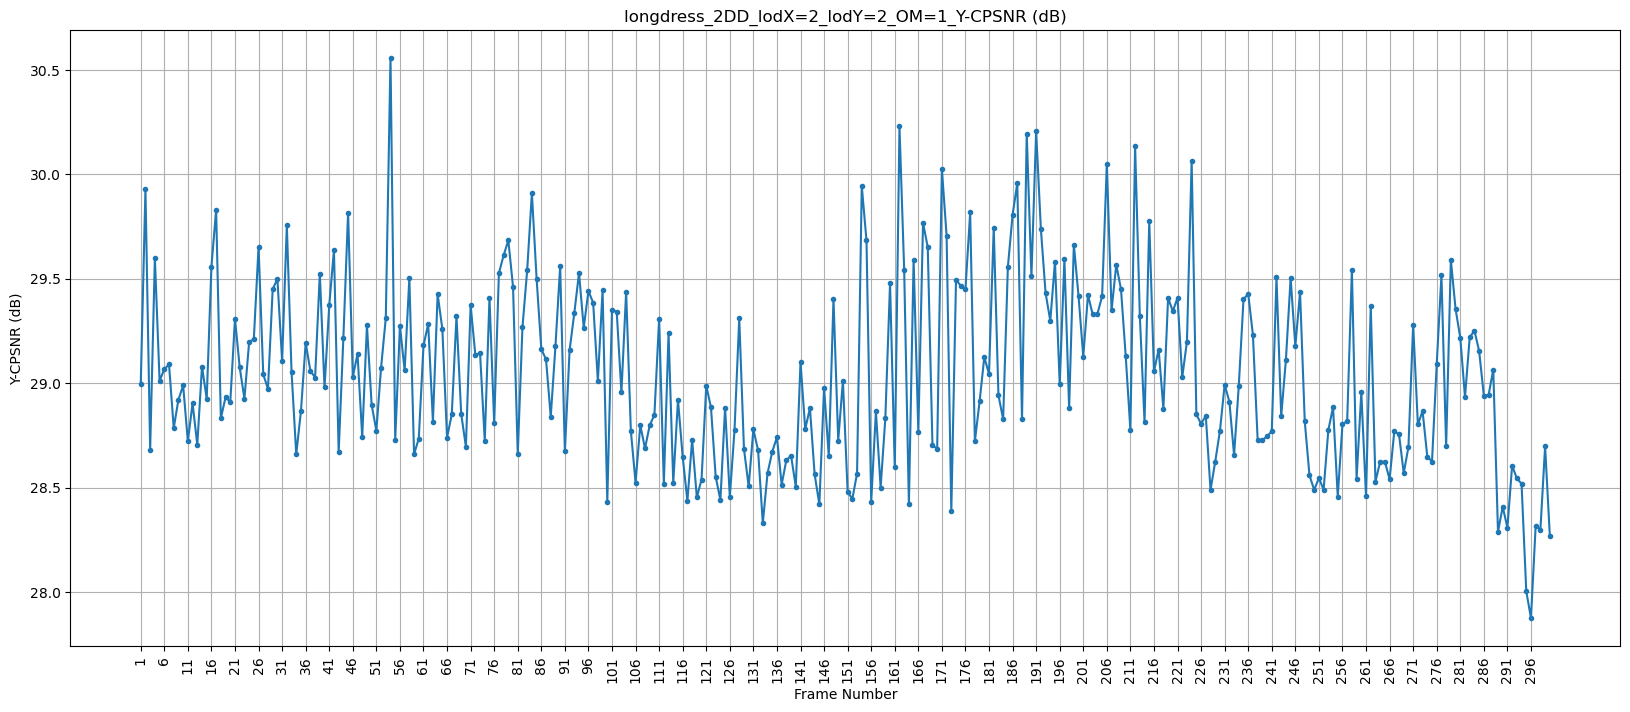 longdress_2DD_lodX=2_lodY=2_OM=1_Y-CPSNR (dB)
30.5
30.0
29.5
29.0
28.5
28.0
Y-CPSNR (dB)
1 6 11 16 21 26 31 36 41 46 51 56 61 66 71 76 81 86 91 96 101 106 111 116 121 126 131 136 141 146 151 156 161 166 171 176 181 186 191 196 201 206 211 216 221 226 231 236 241 246 251 256 261 266 271 276 281 286 291 296
Frame Number